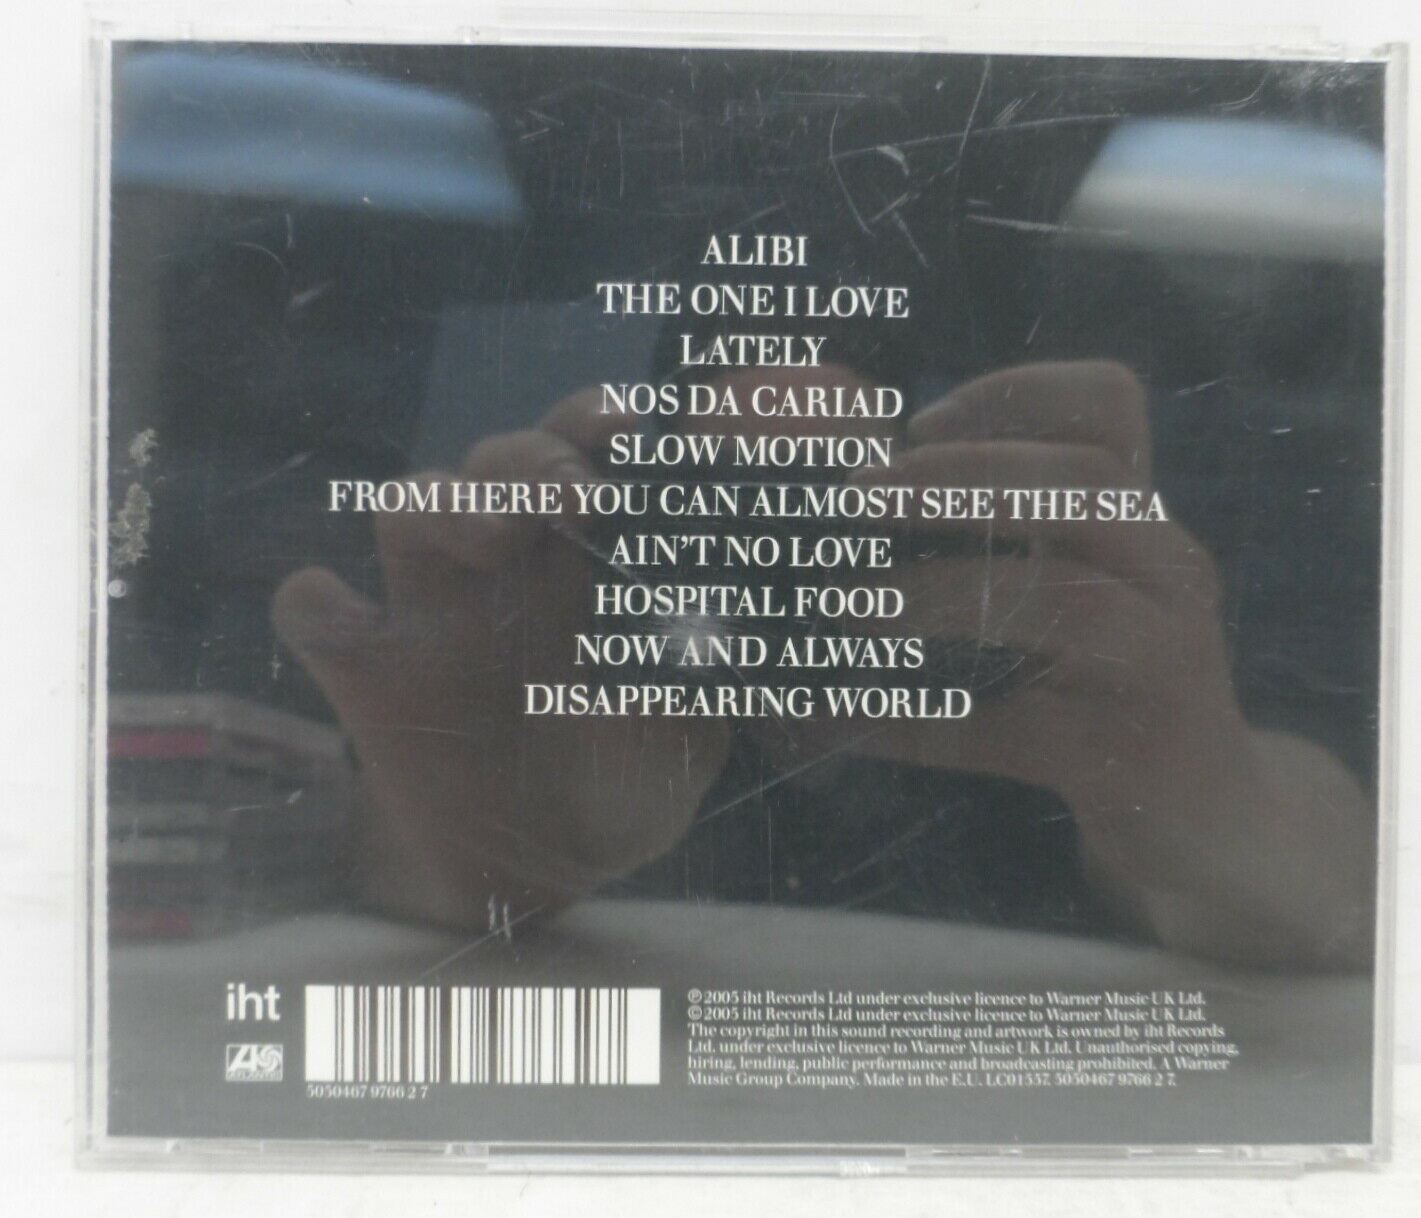 ALIBI
THE ONE I LOVE
LATELY
NOS DA CARIAD
SLOW MOTION
FROM HERE YOU CAN ALMOST SEE THE SEA
AIN'T NO LOVE
HOSPITAL FOOD
NOW AND ALWAYS
DISAPPEARING WORLD
iht
ATLANTIC
5050467 9766 2 7
℗ 2005 iht Records Ltd under exclusive licence to Warner Music UK Ltd.
© 2005 iht Records Ltd under exclusive licence to Warner Music UK Ltd.
The copyright in this sound recording and artwork is owned by iht Records
Ltd. under exclusive licence to Warner Music UK Ltd. Unauthorised copying,
hiring, lending, public performance and broadcasting prohibited. A Warner
Music Group Company. Made in the E.U. LC01557. 5050467 9766 2 7.